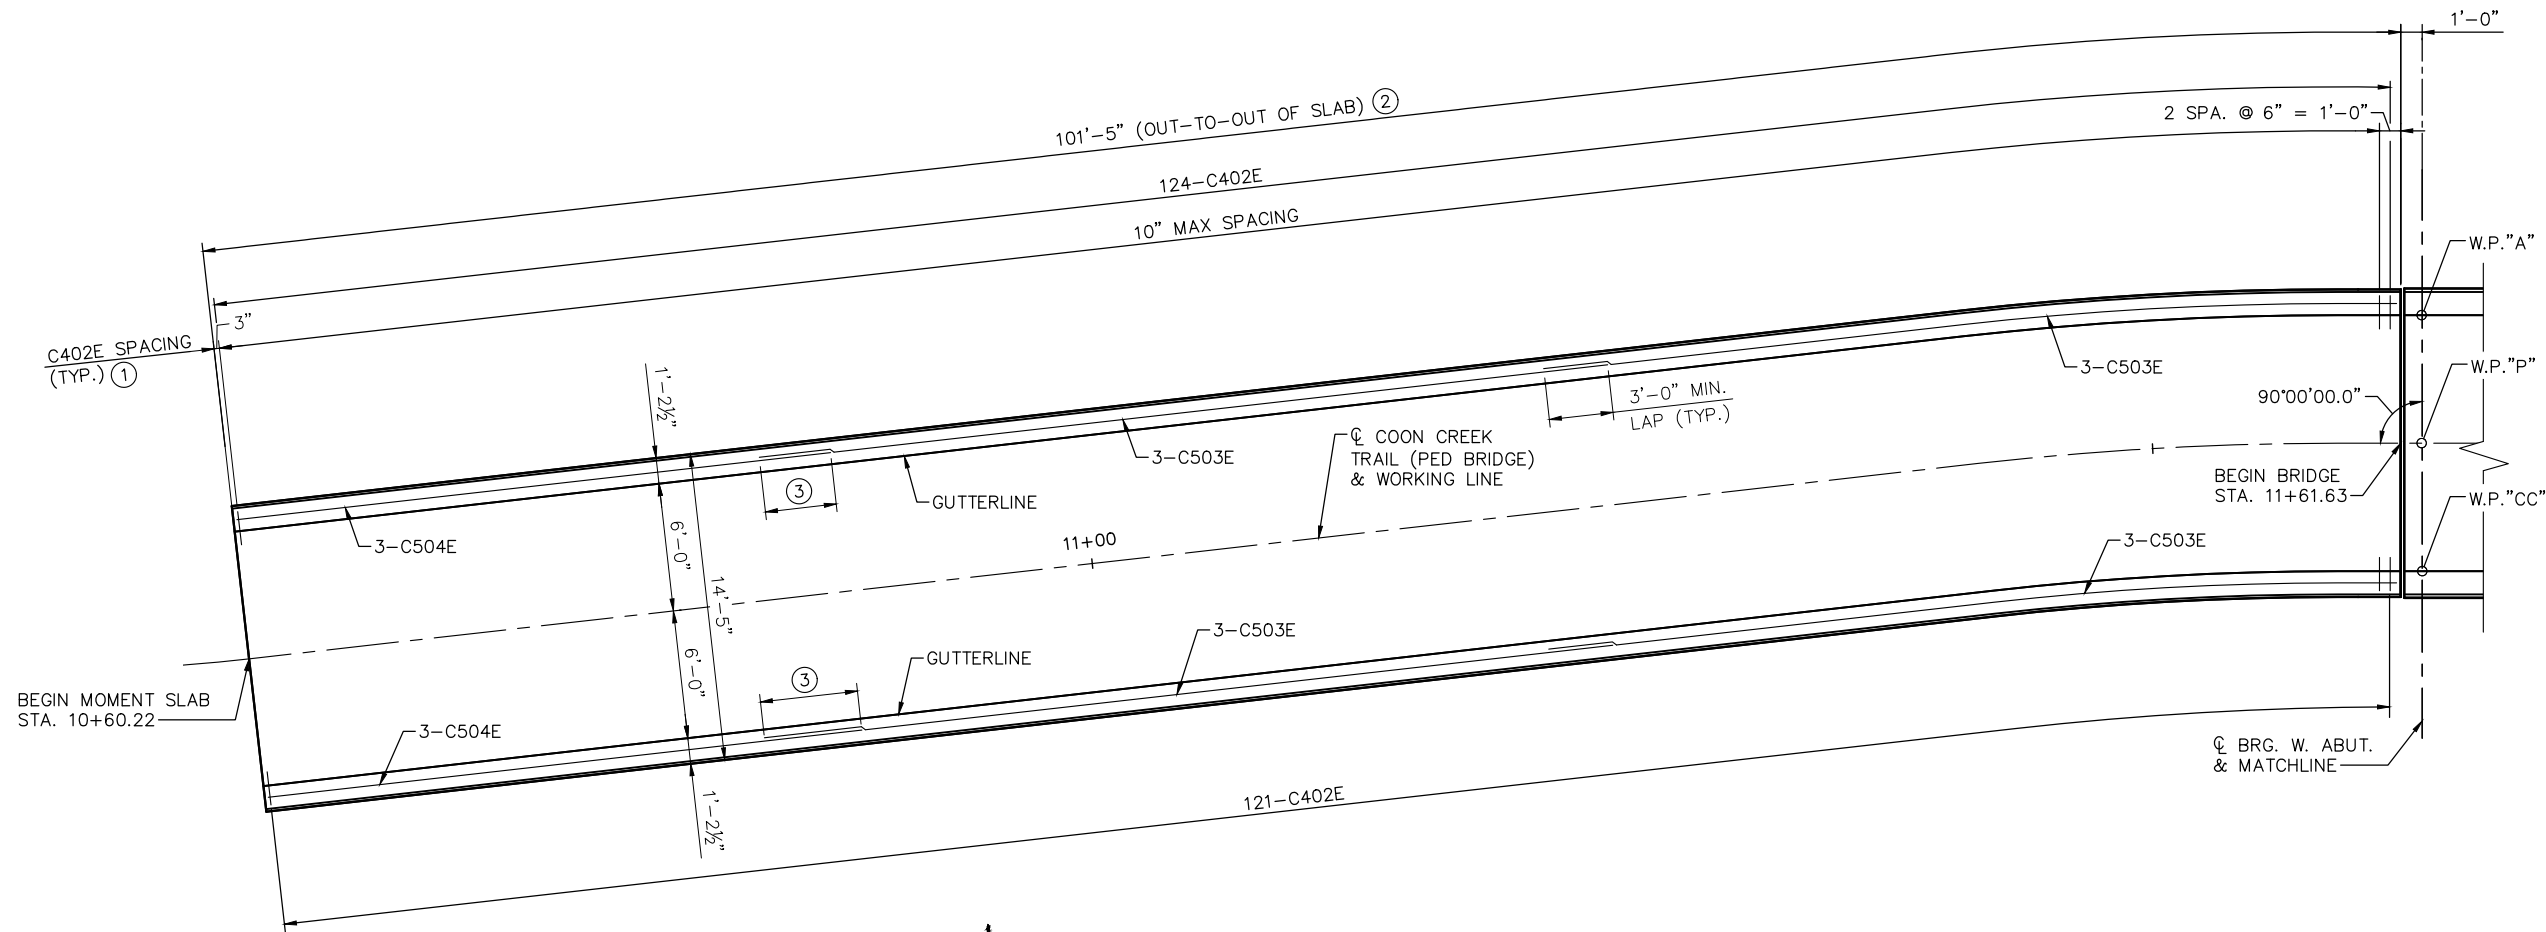 1'-0"
101'-5" (OUT-TO-OUT OF SLAB) ②
2 SPA. @ 6" = 1'-0"
124-C402E
10" MAX SPACING
W.P."A"
3"
C402E SPACING
(TYP.) ①
1'-2½"
3-C503E
3'-0" MIN.
LAP (TYP.)
W.P."P"
90°00'00.0"
℄ COON CREEK
TRAIL (PED BRIDGE)
& WORKING LINE
3-C503E
BEGIN BRIDGE
STA. 11+61.63
③
GUTTERLINE
W.P."CC"
3-C504E
6'-0"
11+00
3-C503E
14'-5"
3-C503E
6'-0"
GUTTERLINE
③
BEGIN MOMENT SLAB
STA. 10+60.22
3-C504E
℄ BRG. W. ABUT.
& MATCHLINE
1'-2½"
121-C402E